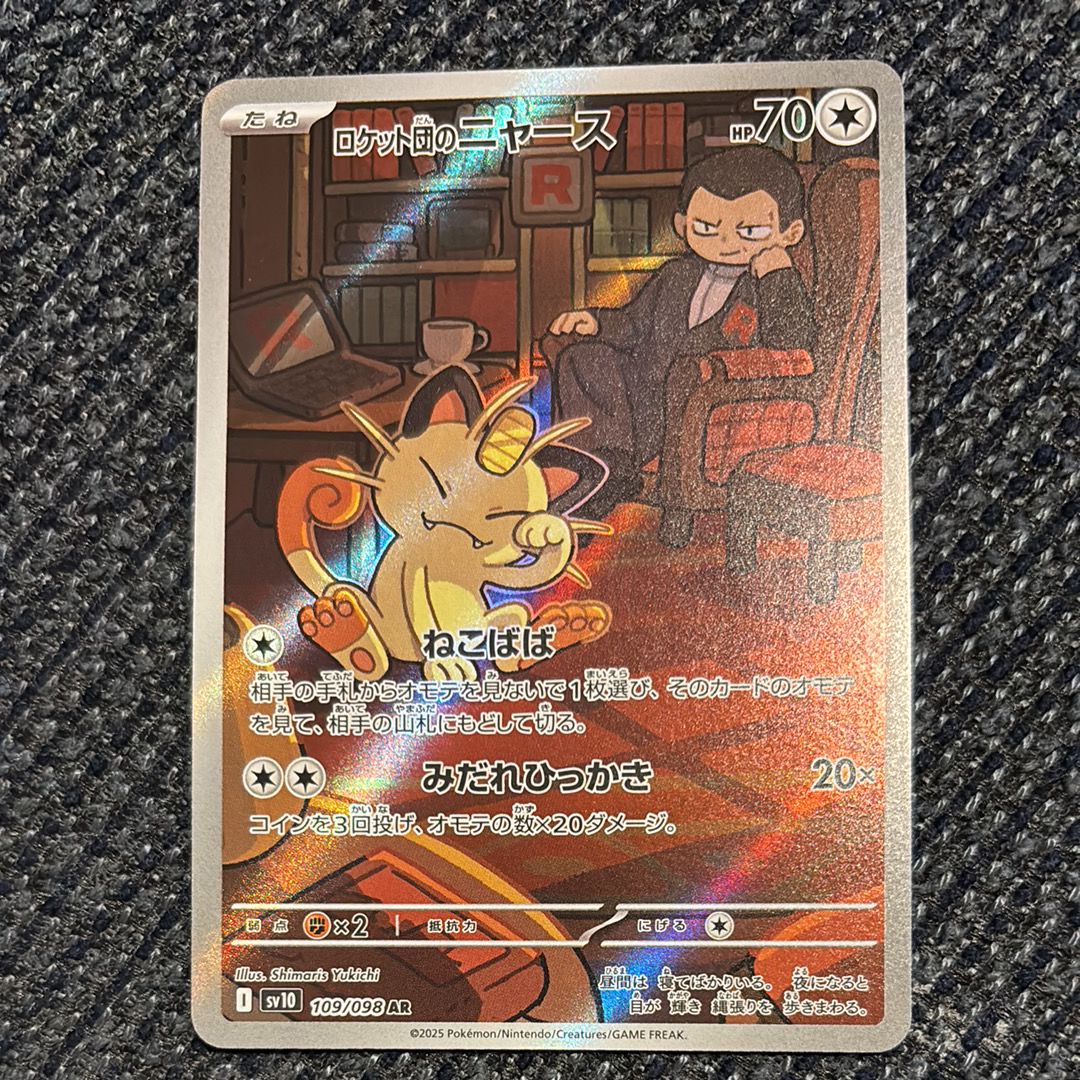 たね
ロケット団のニャース
HP70
R
R
ねこばば
相手の手札からオモテを見ないで1枚選び、そのカードのオモテ
を見て、相手の山札にもどして切る。
みだれひっかき 20×
コインを3回投げ、オモテの数×20ダメージ。
弱点 ×2 抵抗力 にげる
Illus. Shimaris Yukichi
昼間は 寝てばかりいる。 夜になると
目が 輝き 縄張りを 歩きまわる。
I sv10 109/098 AR
©2025 Pokémon/Nintendo/Creatures/GAME FREAK.